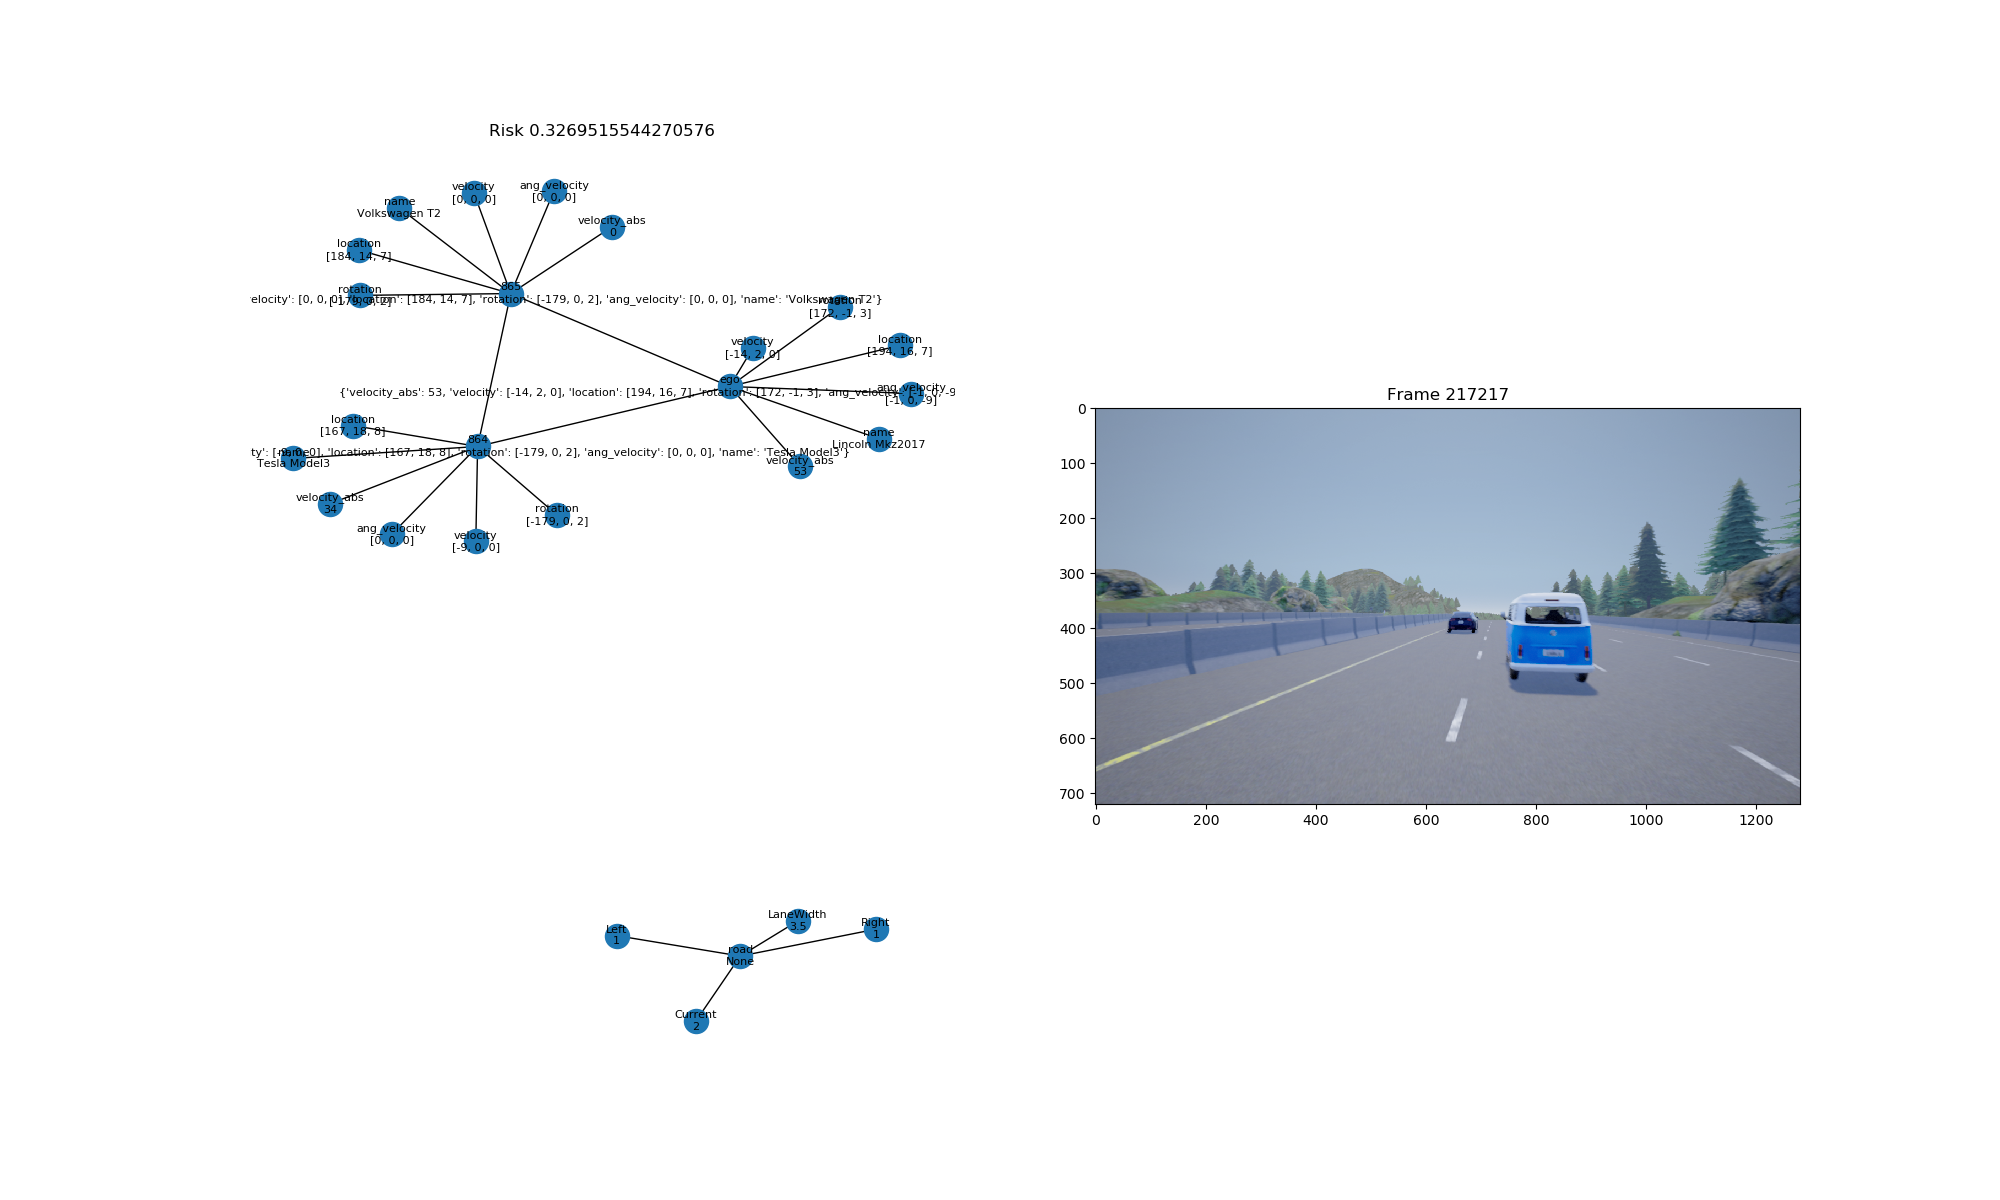 Risk 0.3269515544270576
velocity
[0, 0, 0]
ang_velocity
[0, 0, 0]
name
Volkswagen T2
velocity_abs
0
location
[184, 14, 7]
865
rotation
[-179, 0, 2]
elocity': [0, 0, 0], 'location': [184, 14, 7], 'rotation': [-179, 0, 2], 'ang_velocity': [0, 0, 0], 'name': 'Volkswagen T2'}
rotation
[172, -1, 3]
velocity
[-14, 2, 0]
location
[194, 16, 7]
ego
{'velocity_abs': 53, 'velocity': [-14, 2, 0], 'location': [194, 16, 7], 'rotation': [172, -1, 3], 'ang_velocity': [-1, 0, -9
ang_velocity
[-1, 0, -9]
location
[167, 18, 8]
864
name
Tesla Model3
ty': [-9, 0, 0], 'location': [167, 18, 8], 'rotation': [-179, 0, 2], 'ang_velocity': [0, 0, 0], 'name': 'Tesla Model3'}
name
Lincoln Mkz2017
velocity_abs
53
velocity_abs
34
rotation
[-179, 0, 2]
ang_velocity
[0, 0, 0]
velocity
[-9, 0, 0]
Frame 217217
0
100
200
300
400
500
600
700
0
200
400
600
800
1000
1200
LaneWidth
3.5
Left
1
Right
1
road
None
Current
2